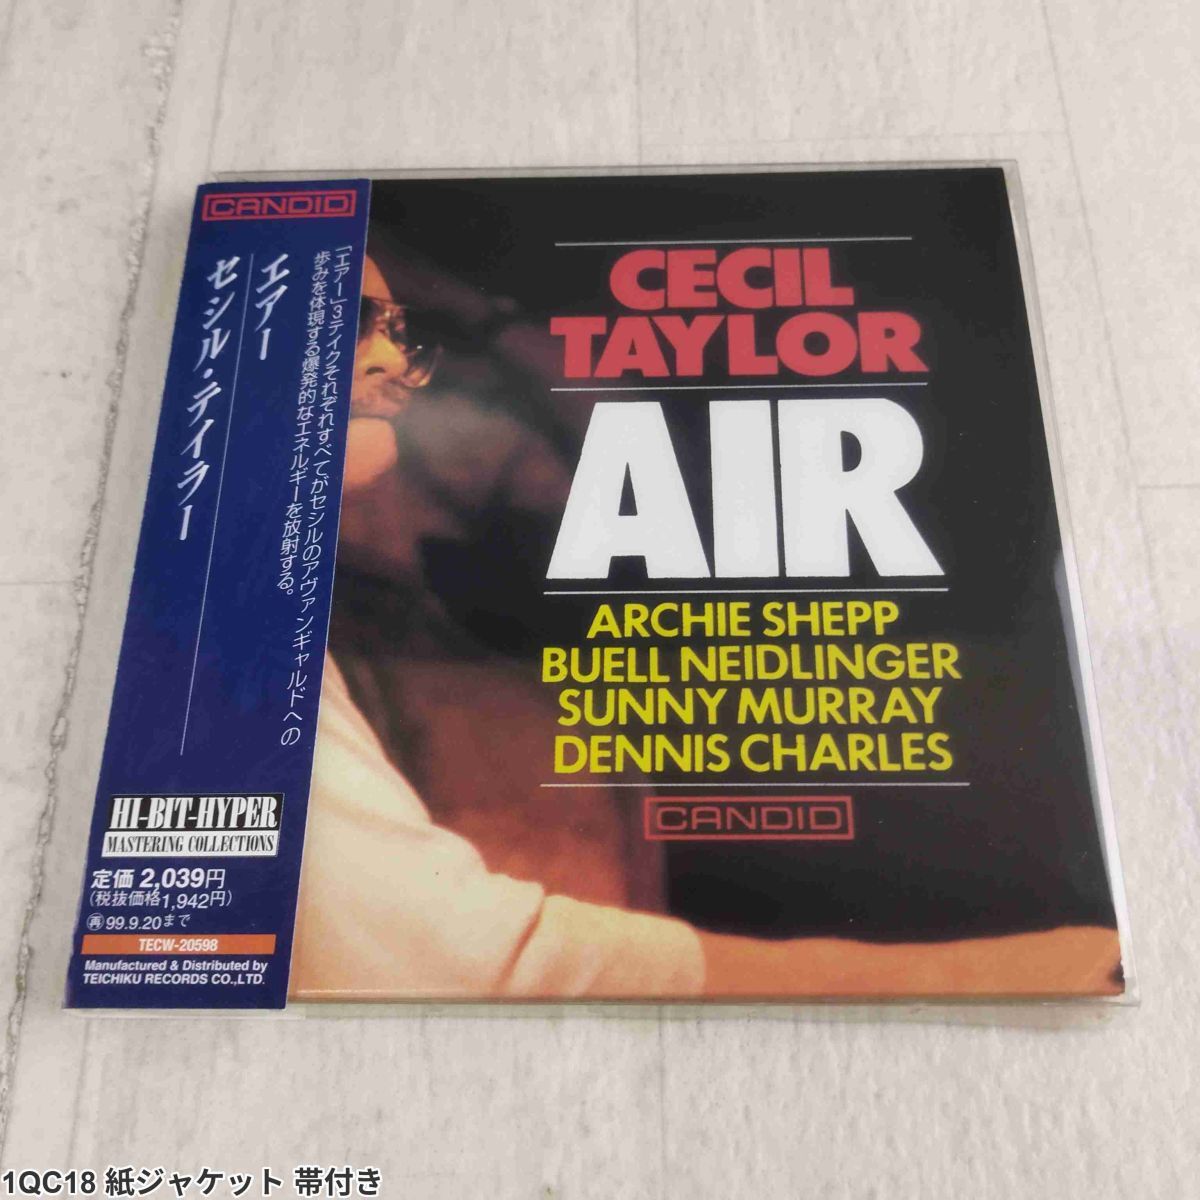 CANDID
エアー
セシル・テイラー
「エアー」3テイクそれぞれすべてがセシルのアヴァンギャルドへの
歩みを体現する爆発的なエネルギーを放射する。
HI-BIT-HYPER
MASTERING COLLECTIONS
定価 2,039円
(税抜価格1,942円)
再 99.9.20まで
TECW-20598
Manufactured & Distributed by
TEICHIKU RECORDS CO.,LTD.
CECIL
TAYLOR
AIR
ARCHIE SHEPP
BUELL NEIDLINGER
SUNNY MURRAY
DENNIS CHARLES
CANDID
1QC18 紙ジャケット 帯付き